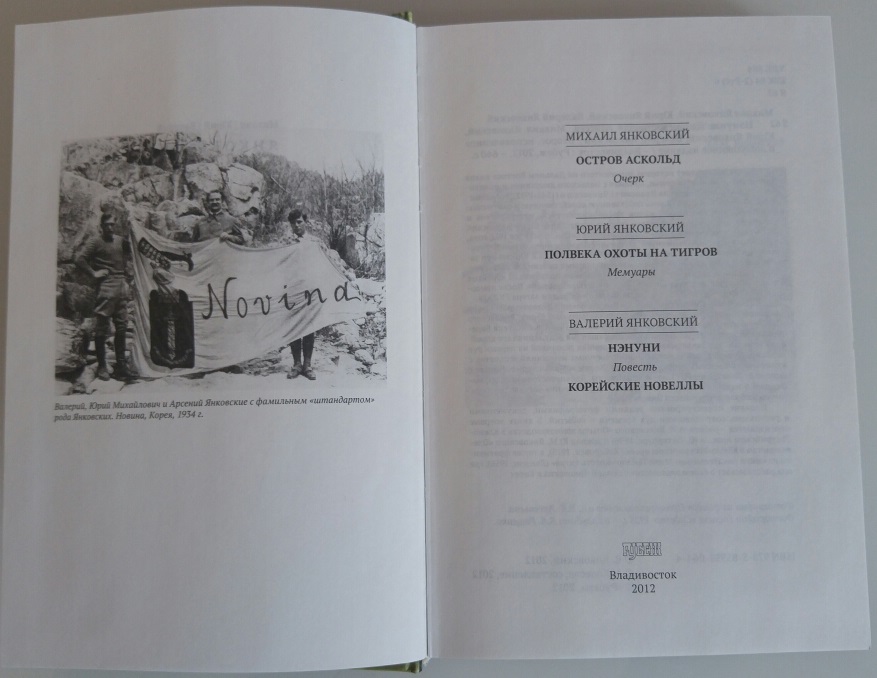 Novina
Валерий, Юрий Михайлович и Арсений Янковские с фамильным «штандартом»
рода Янковских. Новина, Корея, 1934 г.
МИХАИЛ ЯНКОВСКИЙ
ОСТРОВ АСКОЛЬД
Очерк
ЮРИЙ ЯНКОВСКИЙ
ПОЛВЕКА ОХОТЫ НА ТИГРОВ
Мемуары
ВАЛЕРИЙ ЯНКОВСКИЙ
НЭНУНИ
Повесть
КОРЕЙСКИЕ НОВЕЛЛЫ
РУБЕЖ
Владивосток
2012